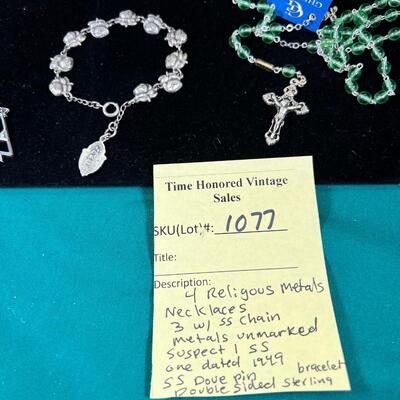 Time Honored Vintage
Sales
SKU(Lot)#: 1077
Title:
Description:
4 Religous Metals
Necklaces
3 w/ SS Chain
metals unmarked
Suspect 1 SS
one dated 1949
SS Dove pin bracelet
Double sided Sterling